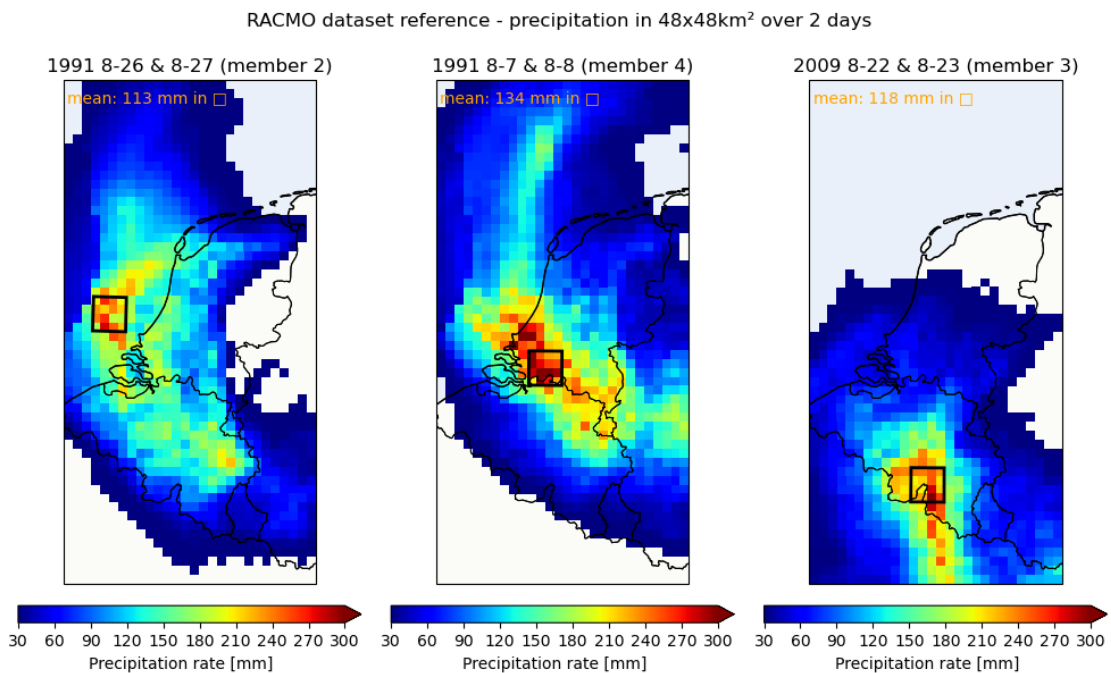 RACMO dataset reference - precipitation in 48x48km² over 2 days
1991 8-26 & 8-27 (member 2)
mean: 113 mm in □
1991 8-7 & 8-8 (member 4)
mean: 134 mm in □
2009 8-22 & 8-23 (member 3)
mean: 118 mm in □
30 60 90 120 150 180 210 240 270 300
Precipitation rate [mm]
30 60 90 120 150 180 210 240 270 300
Precipitation rate [mm]
30 60 90 120 150 180 210 240 270 300
Precipitation rate [mm]